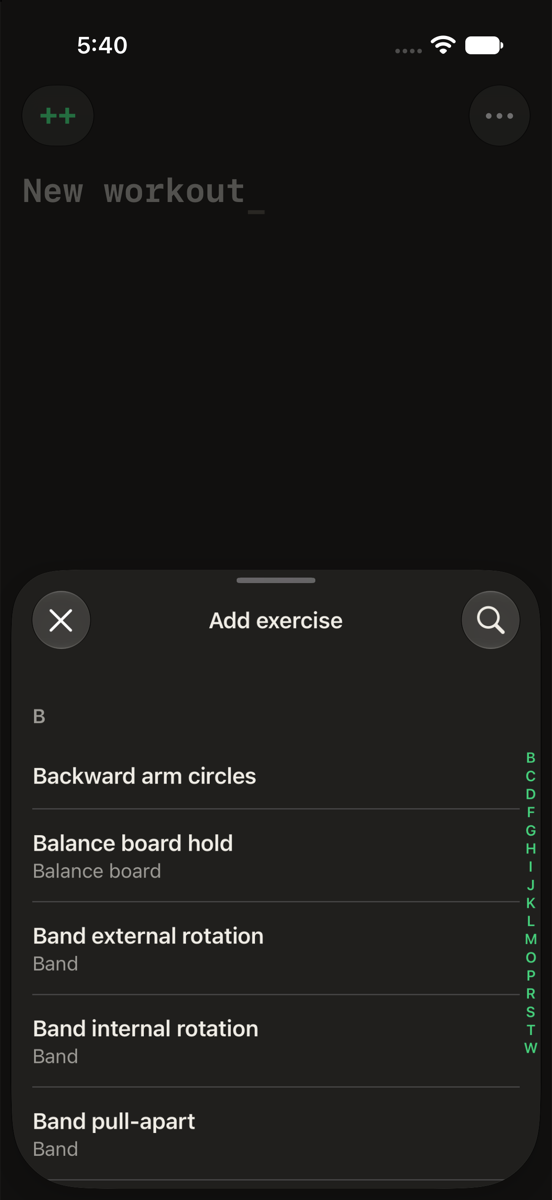 5:40
++
New workout_
Add exercise
B
Backward arm circles
Balance board hold
Balance board
Band external rotation
Band
Band internal rotation
Band
Band pull-apart
Band
B
C
D
F
G
H
I
J
K
L
M
O
P
R
S
T
W